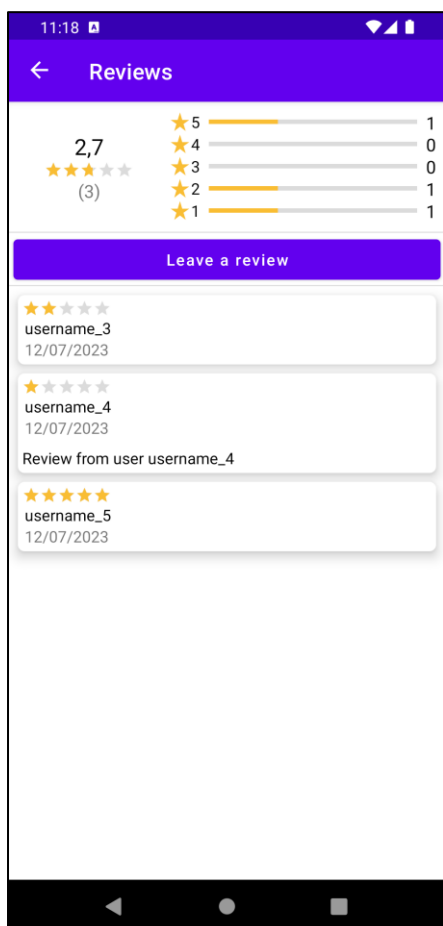 11:18 A
Reviews
2,7
(3)
5 1
4 0
3 0
2 1
1 1
Leave a review
username_3
12/07/2023
username_4
12/07/2023
Review from user username_4
username_5
12/07/2023